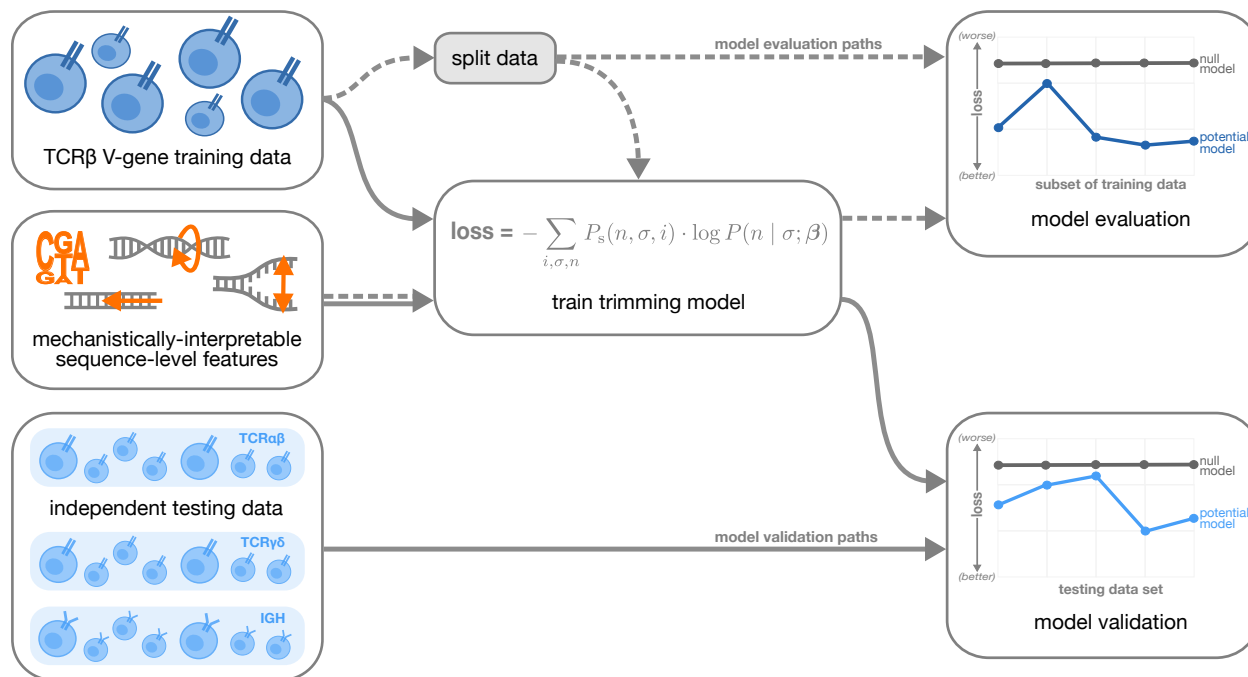 TCRβ V-gene training data
CGA
CTA
GAT
mechanistically-interpretable
sequence-level features
TCRαβ
independent testing data
TCRγδ
IGH
split data
model evaluation paths
loss = − ∑ i,σ,n Pₛ(n, σ, i) · log P(n | σ; β)
train trimming model
model validation paths
(worse)
loss
(better)
null
model
potential
model
subset of training data
model evaluation
(worse)
loss
(better)
null
model
potential
model
testing data set
model validation